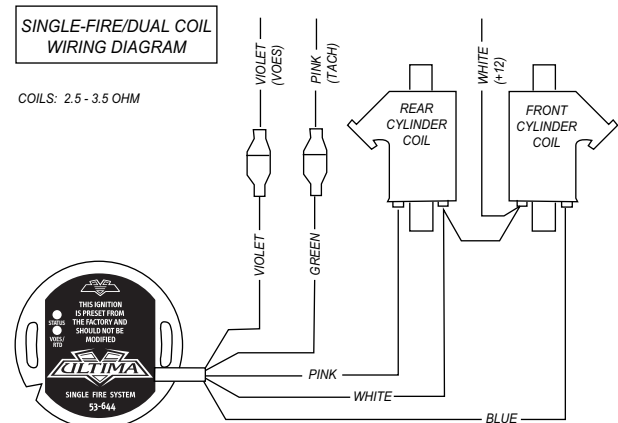 SINGLE-FIRE/DUAL COIL
WIRING DIAGRAM
COILS: 2.5 - 3.5 OHM
VIOLET
(VOES)
PINK
(TACH)
WHITE
(+12)
REAR
CYLINDER
COIL
FRONT
CYLINDER
COIL
VIOLET
GREEN
THIS IGNITION
IS PRESET FROM
THE FACTORY AND
SHOULD NOT BE
MODIFIED
STATUS
VOES/
RTD
ULTIMA
SINGLE FIRE SYSTEM
53-644
PINK
WHITE
BLUE